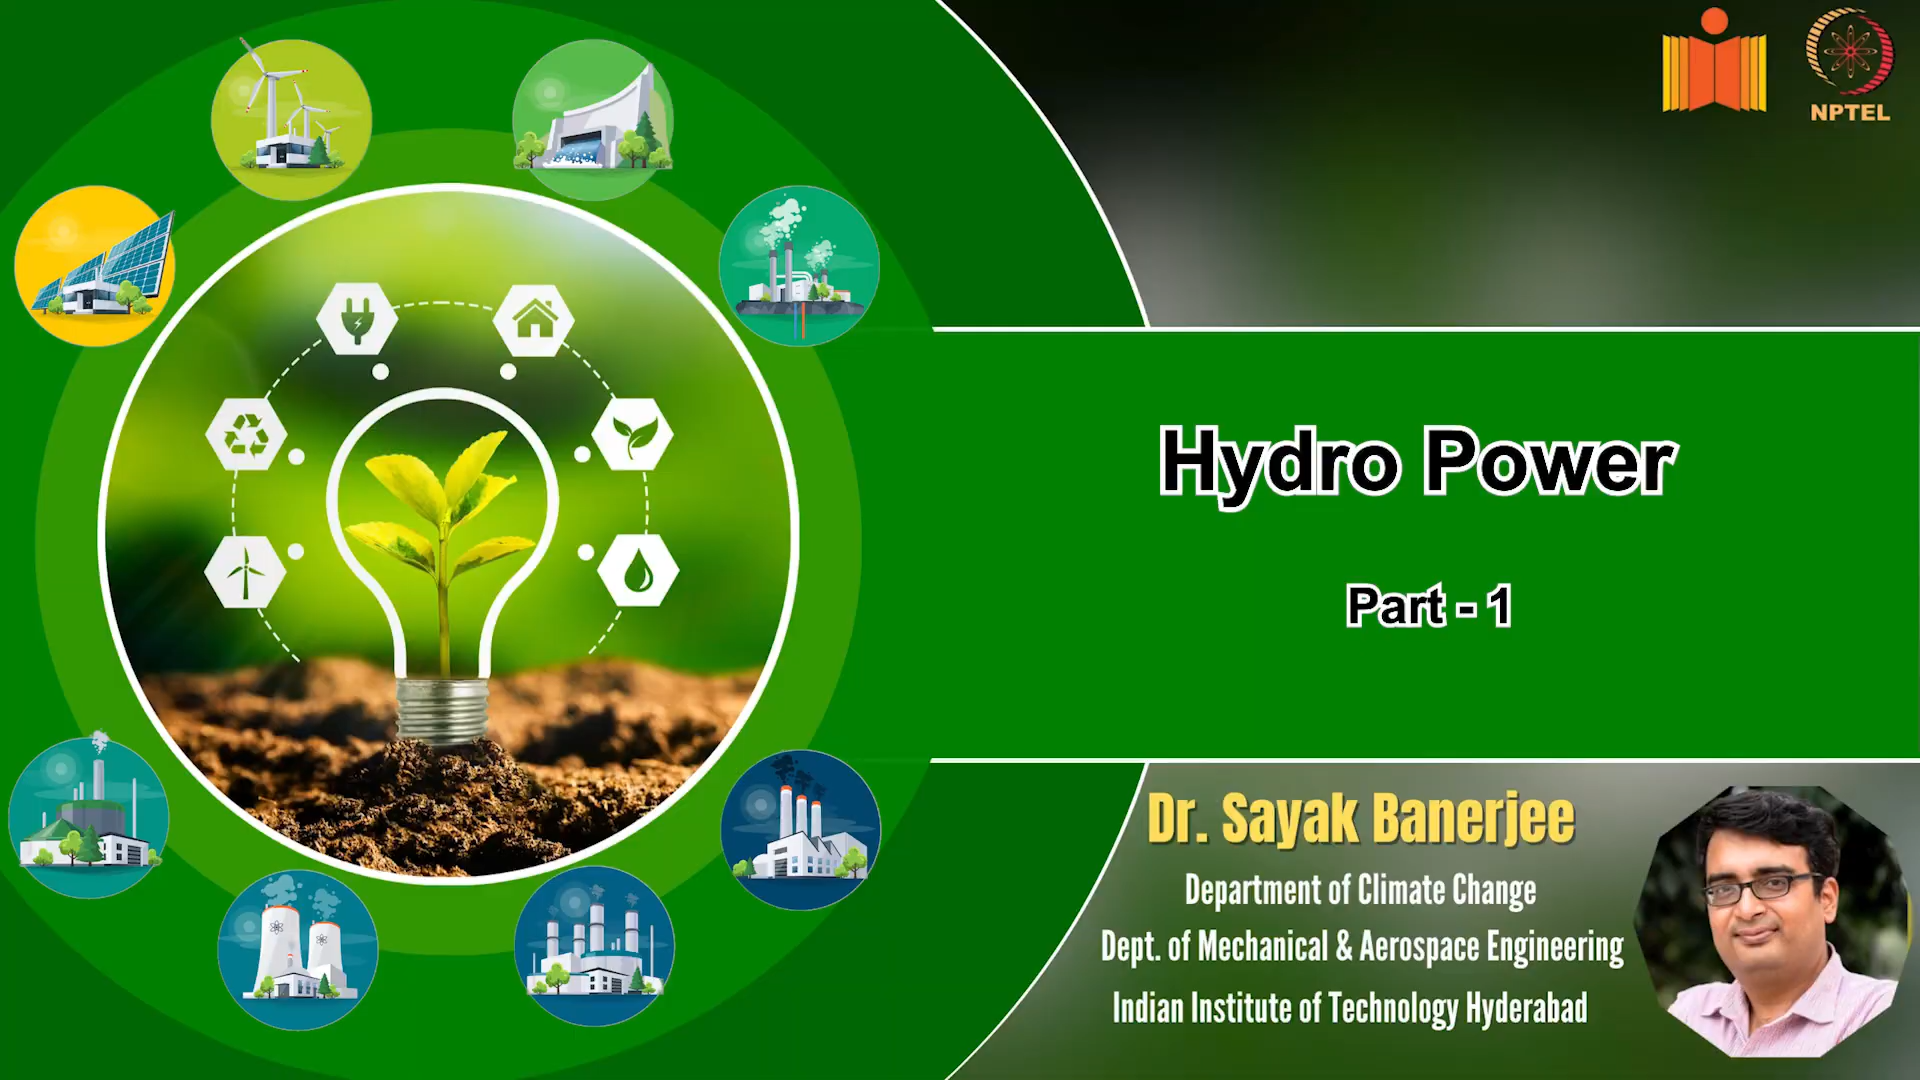 NPTEL
Hydro Power
Part - 1
Dr. Sayak Banerjee
Department of Climate Change
Dept. of Mechanical & Aerospace Engineering
Indian Institute of Technology Hyderabad